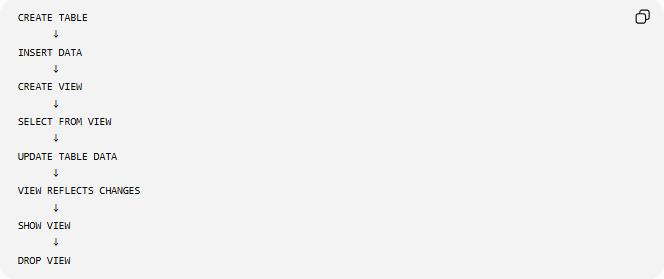 CREATE TABLE
↓
INSERT DATA
↓
CREATE VIEW
↓
SELECT FROM VIEW
↓
UPDATE TABLE DATA
↓
VIEW REFLECTS CHANGES
↓
SHOW VIEW
↓
DROP VIEW